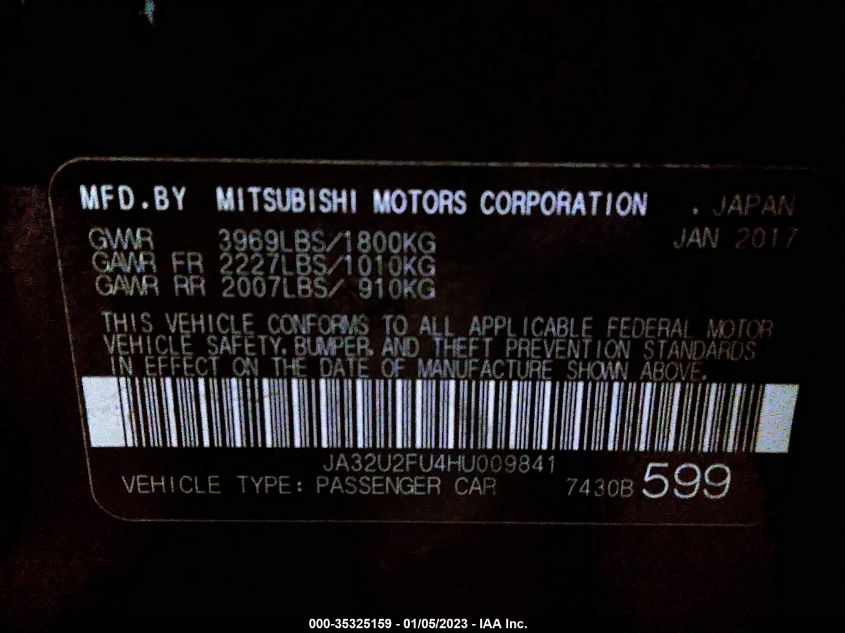 MFD.BY MITSUBISHI MOTORS CORPORATION . JAPAN
GVWR 3969LBS/1800KG JAN 2017
GAWR FR 2227LBS/1010KG
GAWR RR 2007LBS/ 910KG
THIS VEHICLE CONFORMS TO ALL APPLICABLE FEDERAL MOTOR
VEHICLE SAFETY, BUMPER, AND THEFT PREVENTION STANDARDS
IN EFFECT ON THE DATE OF MANUFACTURE SHOWN ABOVE.
JA32U2FU4HU009841
VEHICLE TYPE: PASSENGER CAR 7430B 599
000-35325159 - 01/05/2023 - IAA Inc.